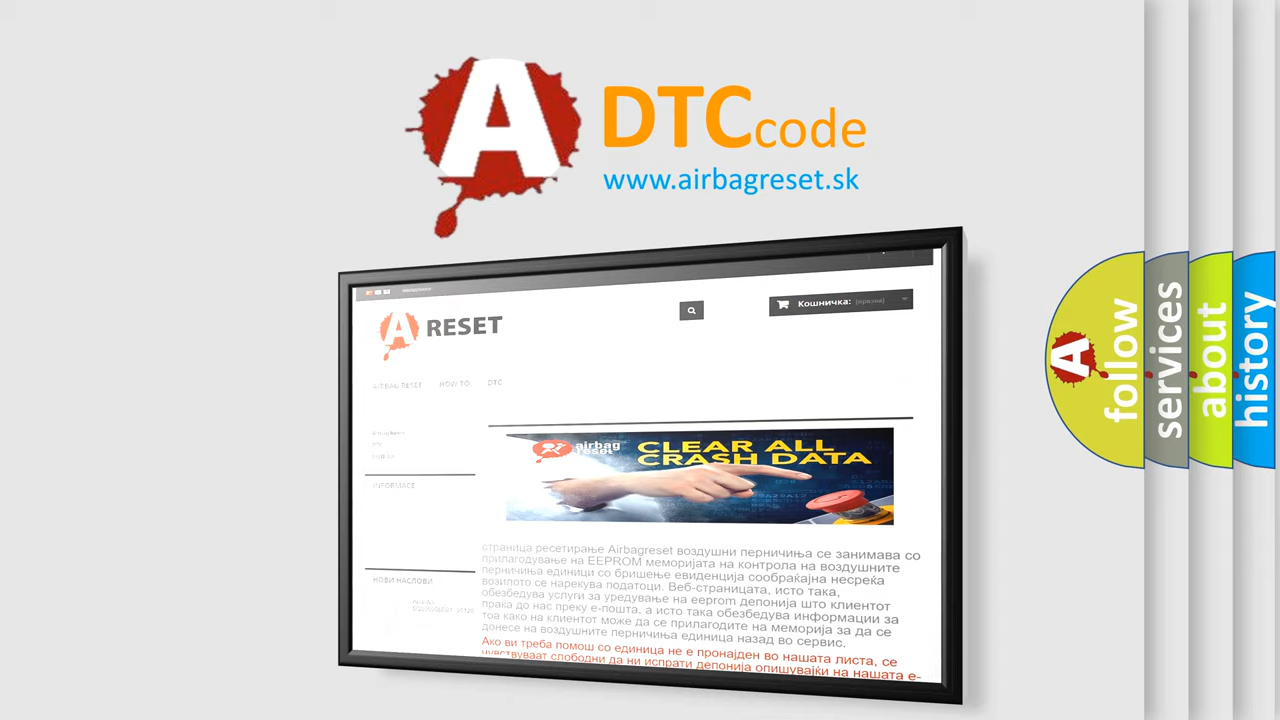 A
DTC code
www.airbagreset.sk
Кошничка: (празна)
A RESET
AIRBAG RESET HOW TO DTC
airbag reset
CLEAR ALL
CRASH DATA
INFORMACE
страница ресетирање Airbagreset воздушни перничиња се занимава со
прилагодување на EEPROM меморијата на контрола на воздушните
перничиња единици со бришење евиденција сообраќајна несреќа
возилото се нарекува податоци. Веб-страницата, исто така,
обезбедува услуги за уредување на eeprom депонија што клиентот
праќа до нас преку е-пошта, а исто така обезбедува информации за
тоа како на клиентот може да се прилагодите на меморија за да се
донесе на воздушните перничиња единица назад во сервис.
Ако ви треба помош со единица не е пронајден во нашата листа, се
чувствуваат слободни да ни испрати депонија опишувајќи на нашата е-
НОВИ НАСЛОВИ
A
follow
services
about
history